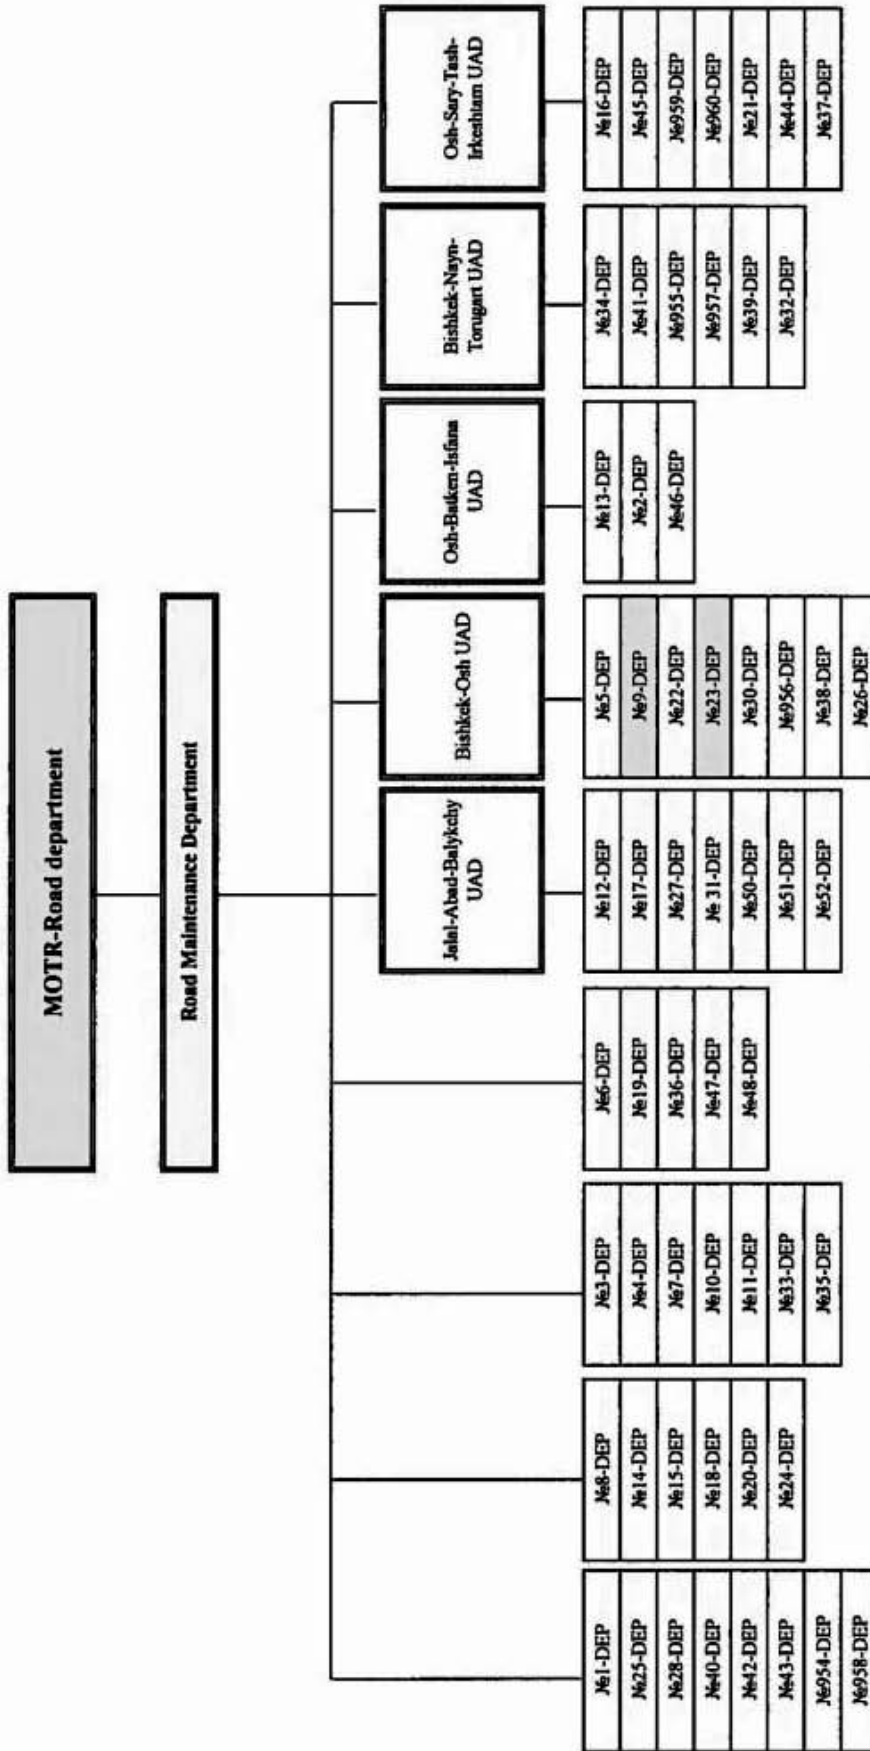 MOTR-Road department
Road Maintenance Department
Jalal-Abad-Balykchy
UAD
Bishkek-Osh UAD
Osh-Batken-Isfana
UAD
Bishkek-Nayn-
Torugart UAD
Osh-Sary-Tash-
Irkeshtam UAD
№1-DEP
№25-DEP
№28-DEP
№40-DEP
№42-DEP
№43-DEP
№954-DEP
№958-DEP
№8-DEP
№14-DEP
№15-DEP
№18-DEP
№20-DEP
№24-DEP
№3-DEP
№4-DEP
№7-DEP
№10-DEP
№11-DEP
№33-DEP
№35-DEP
№6-DEP
№19-DEP
№36-DEP
№47-DEP
№48-DEP
№12-DEP
№17-DEP
№27-DEP
№ 31-DEP
№50-DEP
№51-DEP
№52-DEP
№5-DEP
№9-DEP
№22-DEP
№23-DEP
№30-DEP
№956-DEP
№38-DEP
№26-DEP
№13-DEP
№2-DEP
№46-DEP
№34-DEP
№41-DEP
№955-DEP
№957-DEP
№39-DEP
№32-DEP
№16-DEP
№45-DEP
№959-DEP
№960-DEP
№21-DEP
№44-DEP
№37-DEP